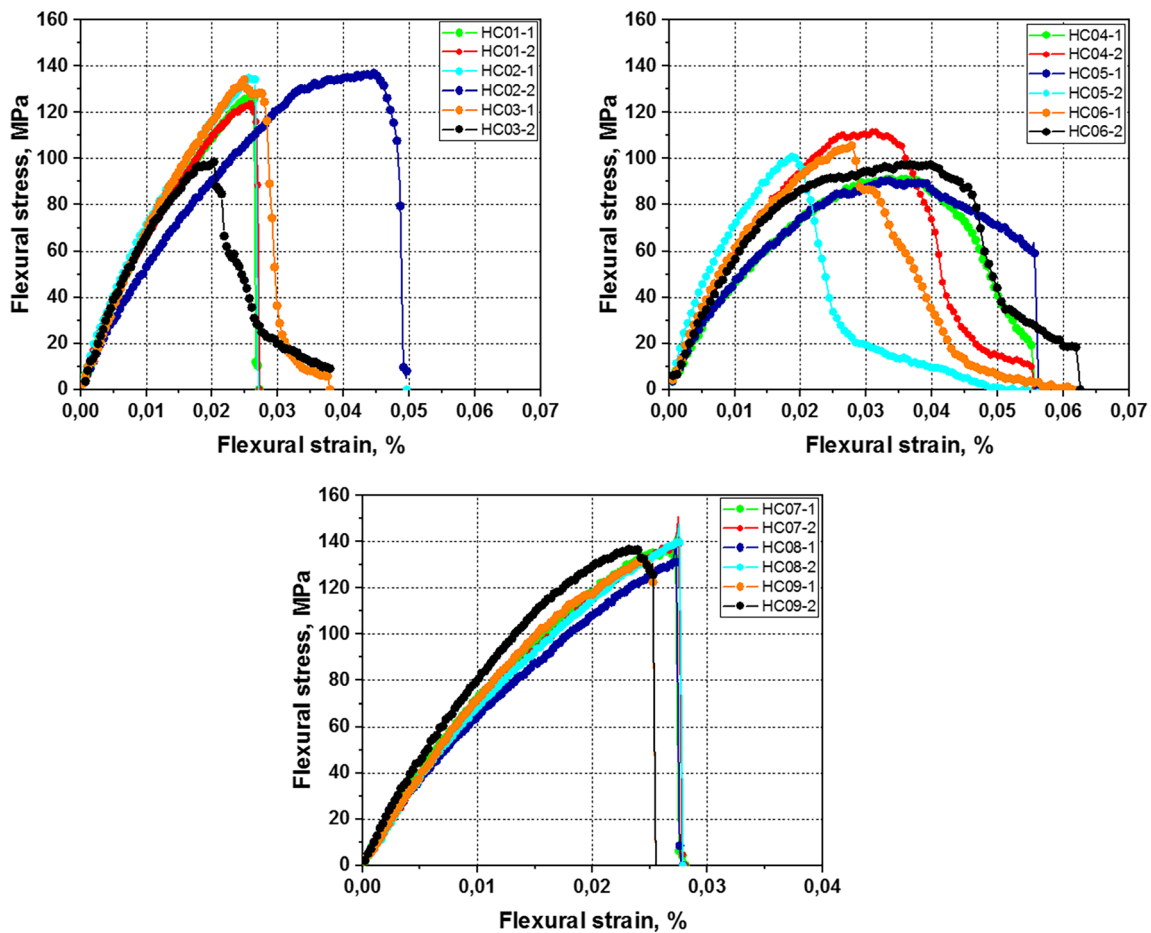 160
140
120
100
80
60
40
20
0
Flexural stress, MPa
0,00
0,01
0,02
0,03
0,04
0,05
0,06
0,07
Flexural strain, %
HC01-1
HC01-2
HC02-1
HC02-2
HC03-1
HC03-2
160
140
120
100
80
60
40
20
0
Flexural stress, MPa
0,00
0,01
0,02
0,03
0,04
0,05
0,06
0,07
Flexural strain, %
HC04-1
HC04-2
HC05-1
HC05-2
HC06-1
HC06-2
160
140
120
100
80
60
40
20
0
Flexural stress, MPa
0,00
0,01
0,02
0,03
0,04
Flexural strain, %
HC07-1
HC07-2
HC08-1
HC08-2
HC09-1
HC09-2